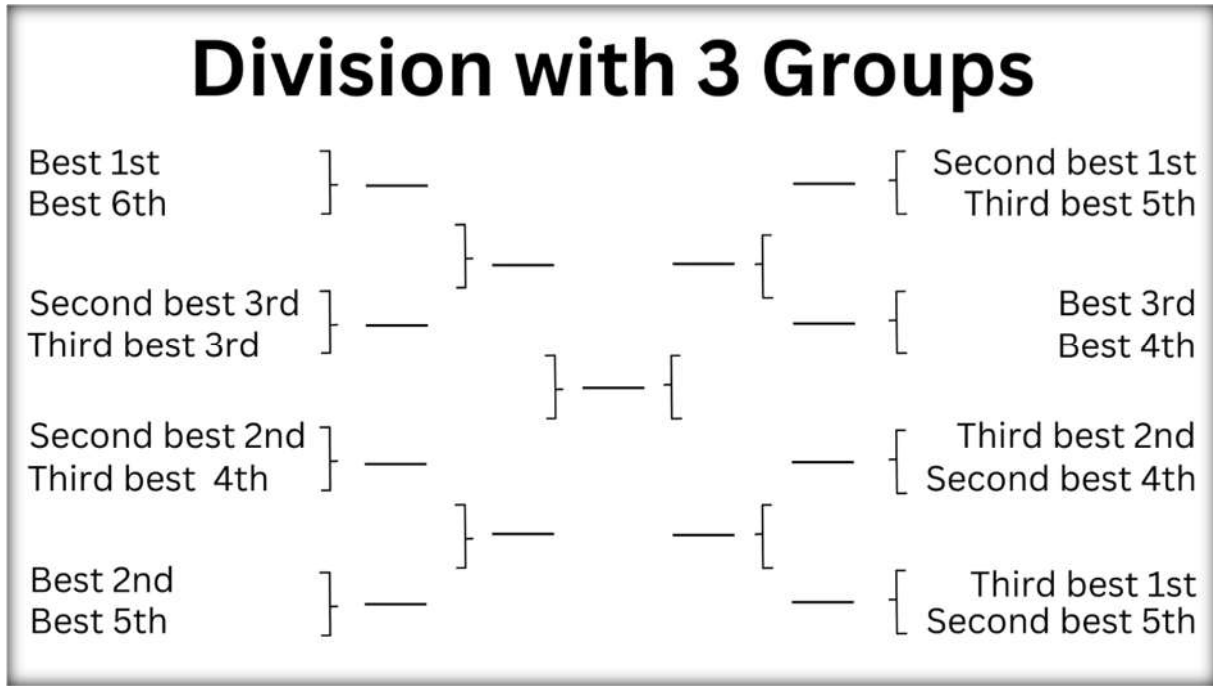 Division with 3 Groups
Best 1st
Best 6th
Second best 3rd
Third best 3rd
Second best 2nd
Third best  4th
Best 2nd
Best 5th
Second best 1st
Third best 5th
Best 3rd
Best 4th
Third best 2nd
Second best 4th
Third best 1st
Second best 5th